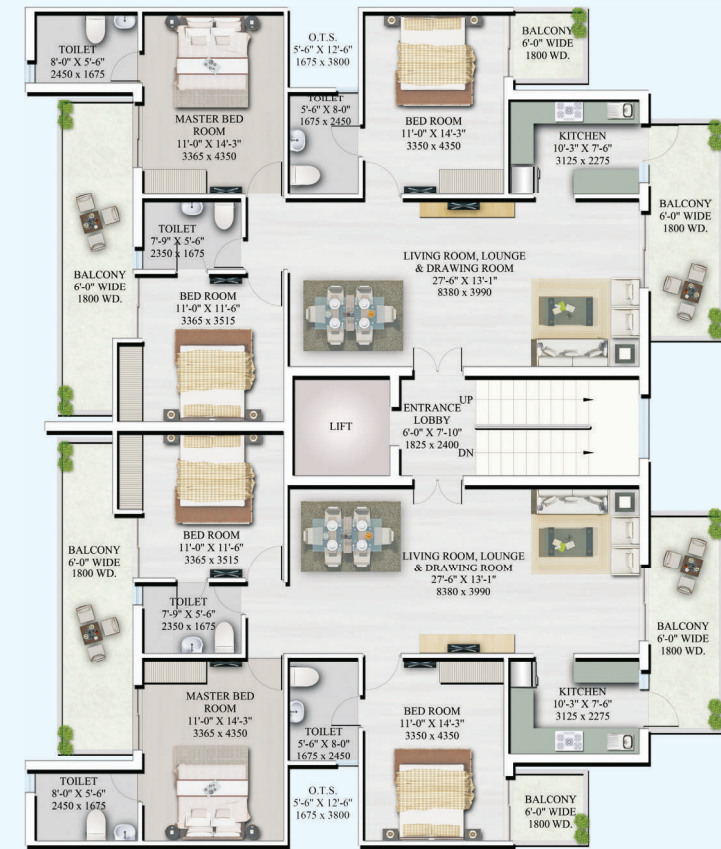 TOILET
8'-0" X 5'-6"
2450 x 1675
MASTER BED
ROOM
11'-0" X 14'-3"
3365 x 4350
O.T.S.
5'-6" X 12'-6"
1675 x 3800
TOILET
5'-6" X 8-0"
1675 x 2450
BED ROOM
11'-0" X 14'-3"
3350 x 4350
BALCONY
6'-0" WIDE
1800 WD.
KITCHEN
10'-3" X 7'-6"
3125 x 2275
BALCONY
6'-0" WIDE
1800 WD.
TOILET
7'-9" X 5'-6"
2350 x 1675
BALCONY
6'-0" WIDE
1800 WD.
BED ROOM
11'-0" X 11'-6"
3365 x 3515
LIVING ROOM, LOUNGE
& DRAWING ROOM
27'-6" X 13'-1"
8380 x 3990
LIFT
ENTRANCE
LOBBY
6'-0" X 7'-10"
1825 x 2400
UP
DN
BED ROOM
11'-0" X 11'-6"
3365 x 3515
BALCONY
6'-0" WIDE
1800 WD.
LIVING ROOM, LOUNGE
& DRAWING ROOM
27'-6" X 13'-1"
8380 x 3990
TOILET
7'-9" X 5'-6"
2350 x 1675
BALCONY
6'-0" WIDE
1800 WD.
MASTER BED
ROOM
11'-0" X 14'-3"
3365 x 4350
TOILET
5'-6" X 8-0"
1675 x 2450
BED ROOM
11'-0" X 14'-3"
3350 x 4350
KITCHEN
10'-3" X 7'-6"
3125 x 2275
TOILET
8'-0" X 5'-6"
2450 x 1675
O.T.S.
5'-6" X 12'-6"
1675 x 3800
BALCONY
6'-0" WIDE
1800 WD.